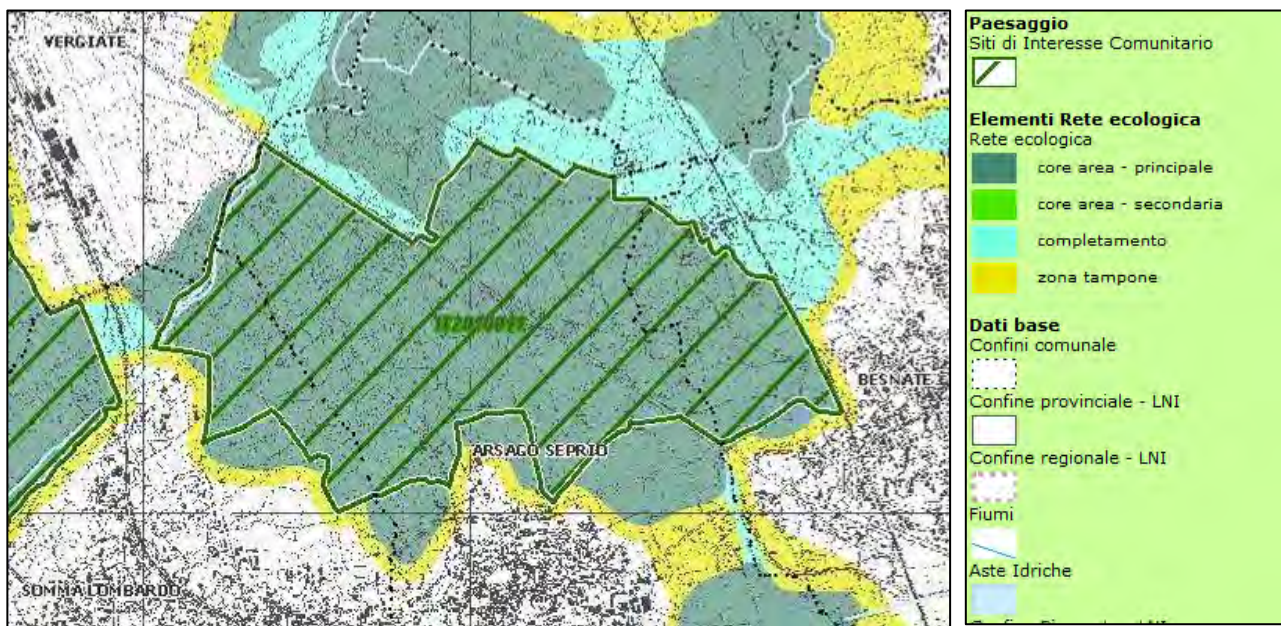 VERGIATE
BESNATE
ARSAGO SEPRIO
SOMMA LOMBARDO
Paesaggio
Siti di Interesse Comunitario
Elementi Rete ecologica
Rete ecologica
core area - principale
core area - secondaria
completamento
zona tampone
Dati base
Confini comunale
Confine provinciale - LNI
Confine regionale - LNI
Fiumi
Aste Idriche